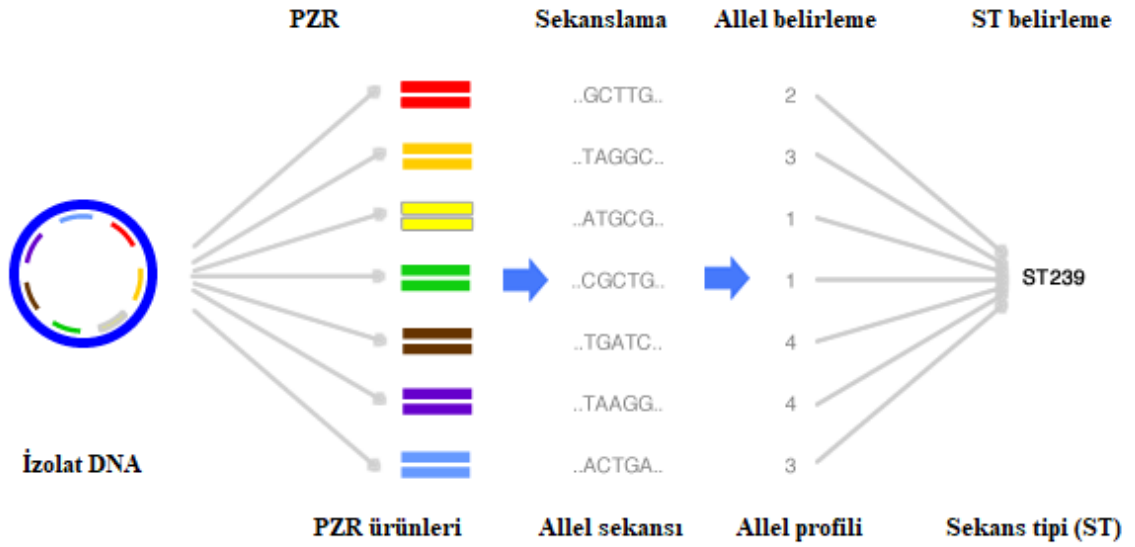 PZR Sekanslama Allel belirleme ST belirleme
..GCTTG.. 2
..TAGGC.. 3
..ATGCG.. 1
..CGCTG.. 1 ST239
..TGATC.. 4
..TAAGG.. 4
İzolat DNA ..ACTGA.. 3
PZR ürünleri Allel sekansı Allel profili Sekans tipi (ST)